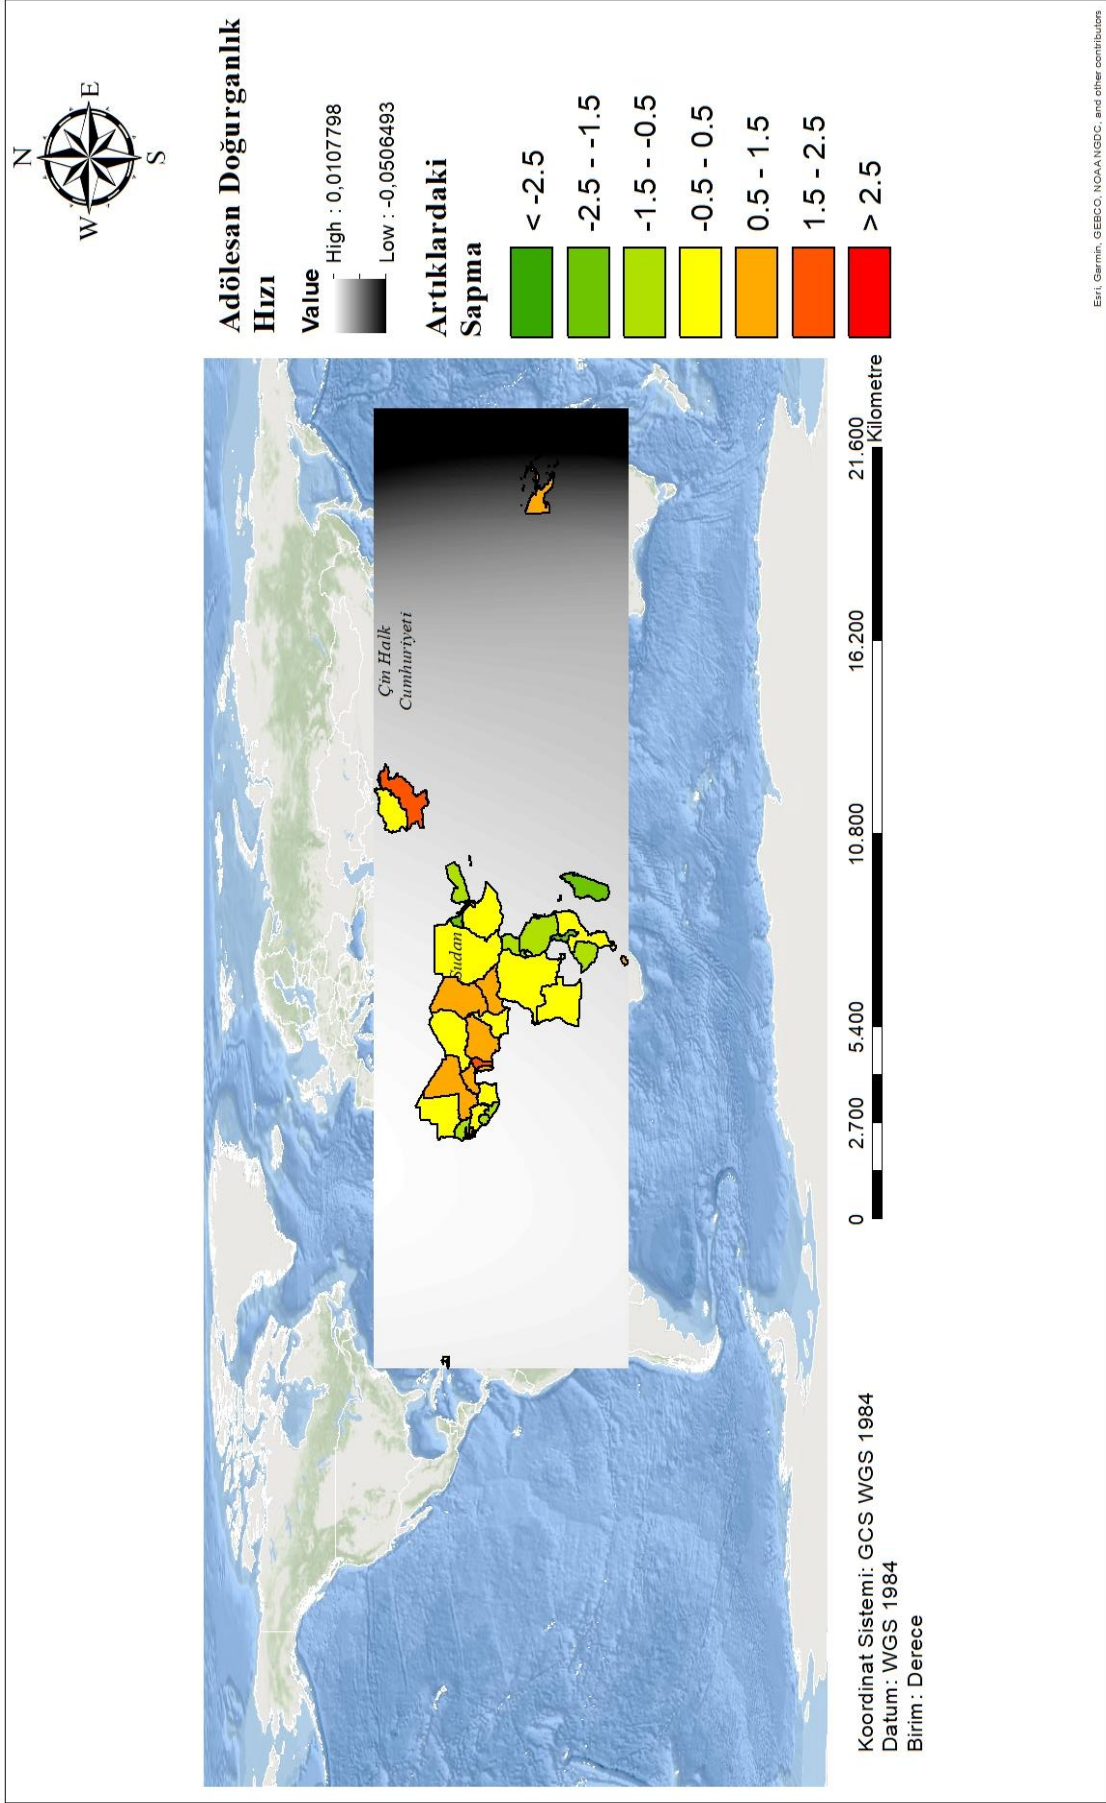 N
W
E
S
Adölesan Doğurganlık
Hızı
Value
High : 0,0107798
Low : -0,0506493
Artıklardaki
Sapma
< -2.5
-2.5 - -1.5
-1.5 - -0.5
-0.5 - 0.5
0.5 - 1.5
1.5 - 2.5
> 2.5
Çin Halk
Cumhuriyeti
Sudan
0 2.700 5.400 10.800 16.200 21.600
Kilometre
Koordinat Sistemi: GCS WGS 1984
Datum: WGS 1984
Birim: Derece
Esri, Garmin, GEBCO, NOAA NGDC, and other contributors